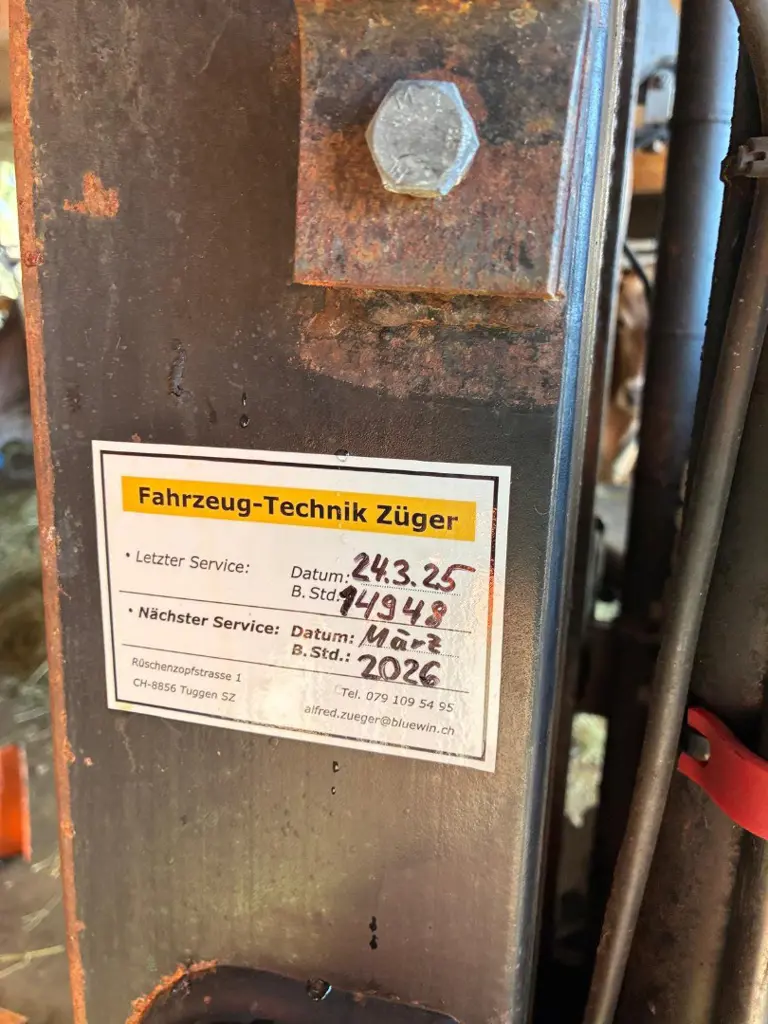 Fahrzeug-Technik Züger
• Letzter Service: Datum: 24.3.25
B. Std.: 14948
• Nächster Service: Datum: März
B.Std.: 2026
Rüschenzopfstrasse 1 Tel. 079 109 54 95
CH-8856 Tuggen SZ alfred.zueger@bluewin.ch